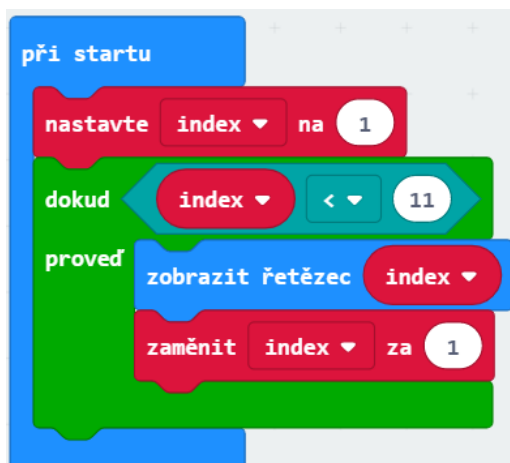 při startu
nastavte index na 1
dokud index < 11
proveď
zobrazit řetězec index
zaměnit index za 1